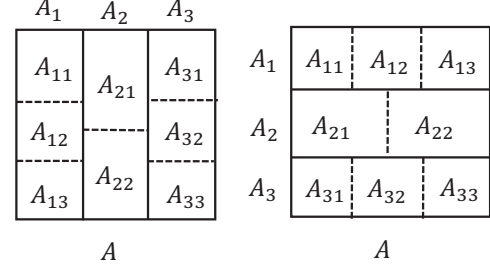 A₁ A₂ A₃
A₁₁ A₂₁ A₃₁
A₁₂ A₂₂ A₃₂
A₁₃ A₃₃
A
A₁ A₁₁ A₁₂ A₁₃
A₂ A₂₁ A₂₂
A₃ A₃₁ A₃₂ A₃₃
A